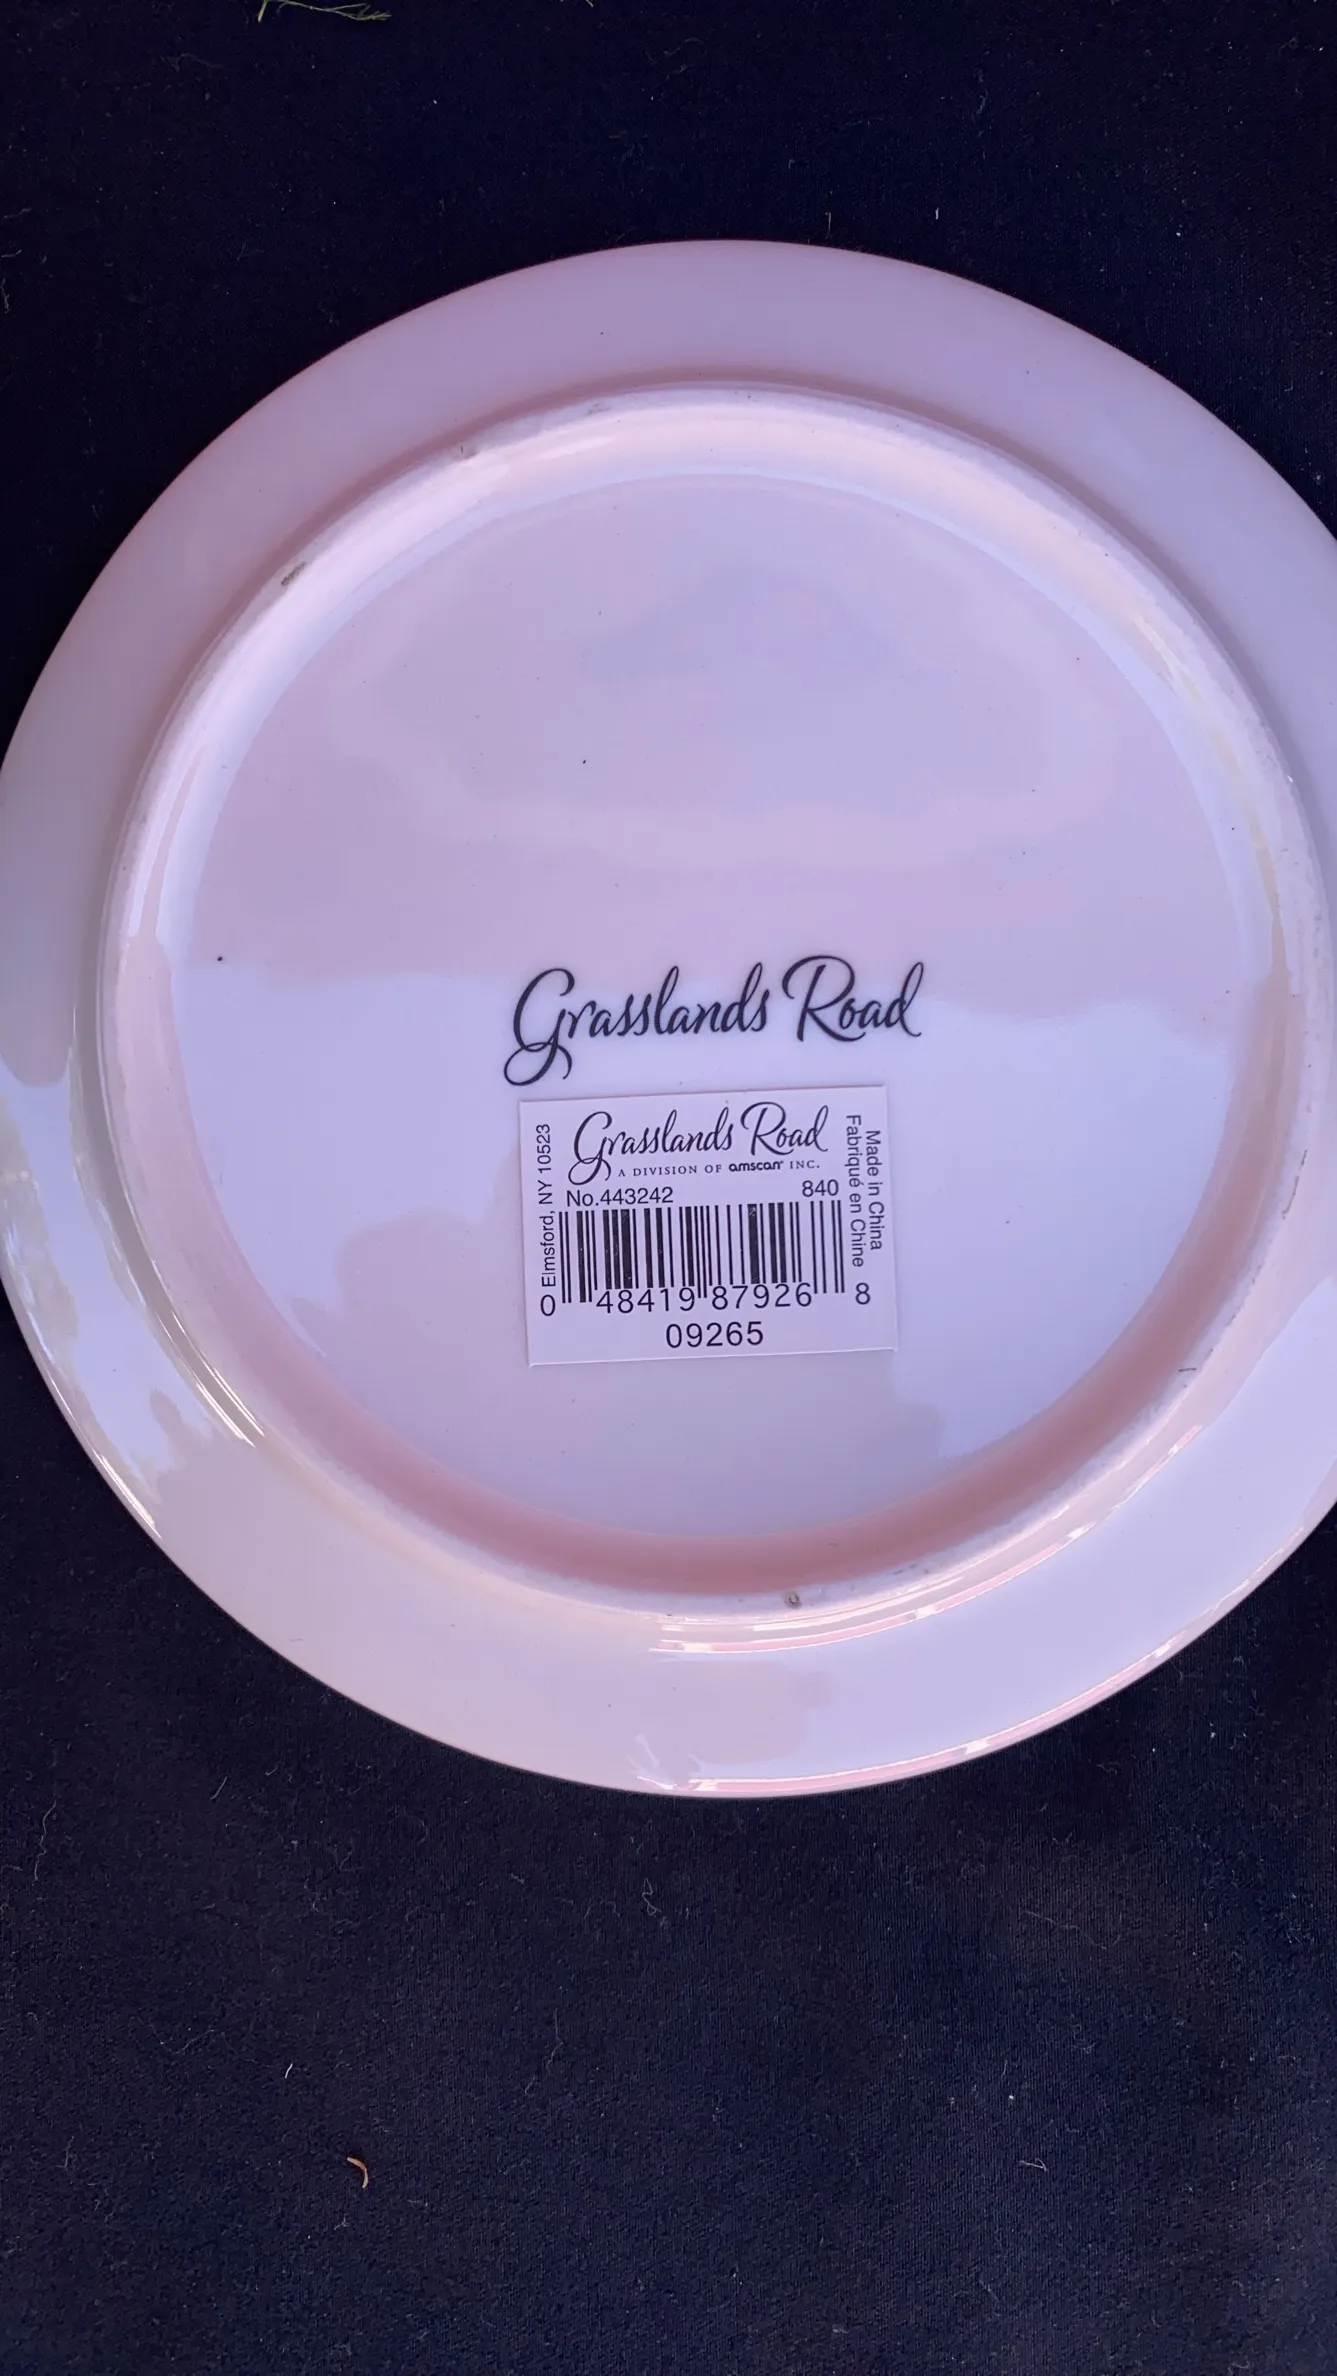 Grasslands Road
Grasslands Road
A DIVISION OF amscan INC.
No.443242 840
Elmsford, NY 10523
Made in China
Fabriqué en Chine
0 48419 87926 8
09265